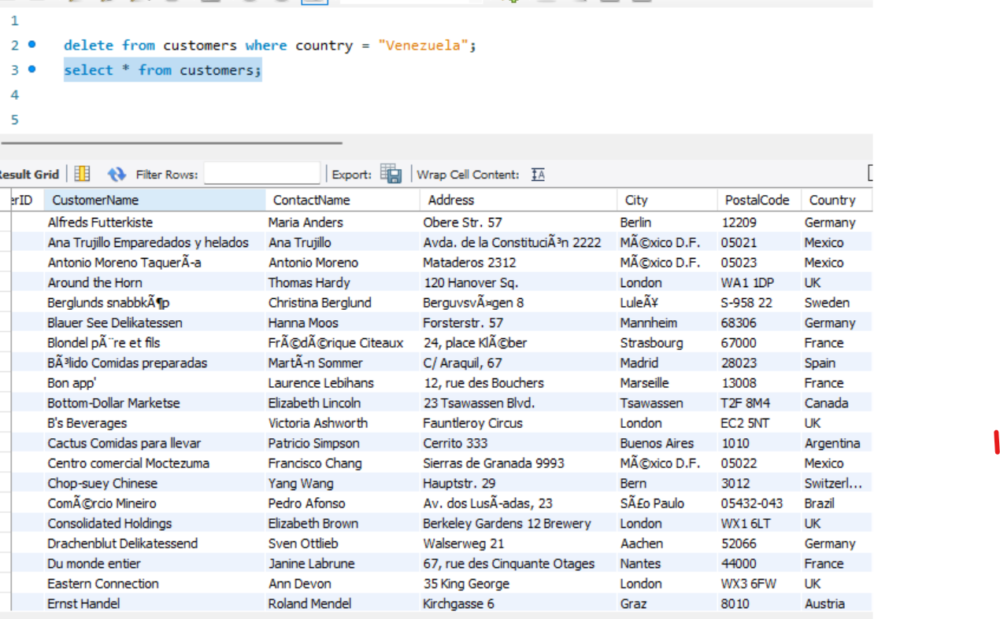 1
2 delete from customers where country = "Venezuela";
3 select * from customers;
4
5
Result Grid Filter Rows: Export: Wrap Cell Content: IA
erID CustomerName ContactName Address City PostalCode Country
Alfreds Futterkiste Maria Anders Obere Str. 57 Berlin 12209 Germany
Ana Trujillo Emparedados y helados Ana Trujillo Avda. de la ConstituciÃ³n 2222 MÃ©xico D.F. 05021 Mexico
Antonio Moreno TaquerÃ-a Antonio Moreno Mataderos 2312 MÃ©xico D.F. 05023 Mexico
Around the Horn Thomas Hardy 120 Hanover Sq. London WA1 1DP UK
Berglunds snabbkÃ¶p Christina Berglund BerguvsvÃ¤gen 8 LuleÃ¥ S-958 22 Sweden
Blauer See Delikatessen Hanna Moos Forsterstr. 57 Mannheim 68306 Germany
Blondel pÃ¨re et fils FrÃ©dÃ©rique Citeaux 24, place KlÃ©ber Strasbourg 67000 France
BÃ³lido Comidas preparadas MartÃ-n Sommer C/ Araquil, 67 Madrid 28023 Spain
Bon app' Laurence Lebihans 12, rue des Bouchers Marseille 13008 France
Bottom-Dollar Marketse Elizabeth Lincoln 23 Tsawassen Blvd. Tsawassen T2F 8M4 Canada
B's Beverages Victoria Ashworth Fauntleroy Circus London EC2 5NT UK
Cactus Comidas para llevar Patricio Simpson Cerrito 333 Buenos Aires 1010 Argentina
Centro comercial Moctezuma Francisco Chang Sierras de Granada 9993 MÃ©xico D.F. 05022 Mexico
Chop-suey Chinese Yang Wang Hauptstr. 29 Bern 3012 Switzerl...
ComÃ©rcio Mineiro Pedro Afonso Av. dos LusÃ-adas, 23 SÃ£o Paulo 05432-043 Brazil
Consolidated Holdings Elizabeth Brown Berkeley Gardens 12 Brewery London WX1 6LT UK
Drachenblut Delikatessend Sven Ottlieb Walserweg 21 Aachen 52066 Germany
Du monde entier Janine Labrune 67, rue des Cinquante Otages Nantes 44000 France
Eastern Connection Ann Devon 35 King George London WX3 6FW UK
Ernst Handel Roland Mendel Kirchgasse 6 Graz 8010 Austria